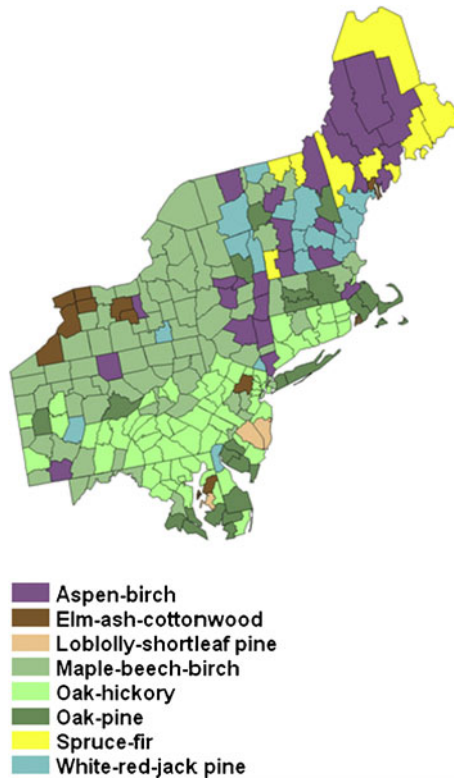 Aspen-birch
Elm-ash-cottonwood
Loblolly-shortleaf pine
Maple-beech-birch
Oak-hickory
Oak-pine
Spruce-fir
White-red-jack pine